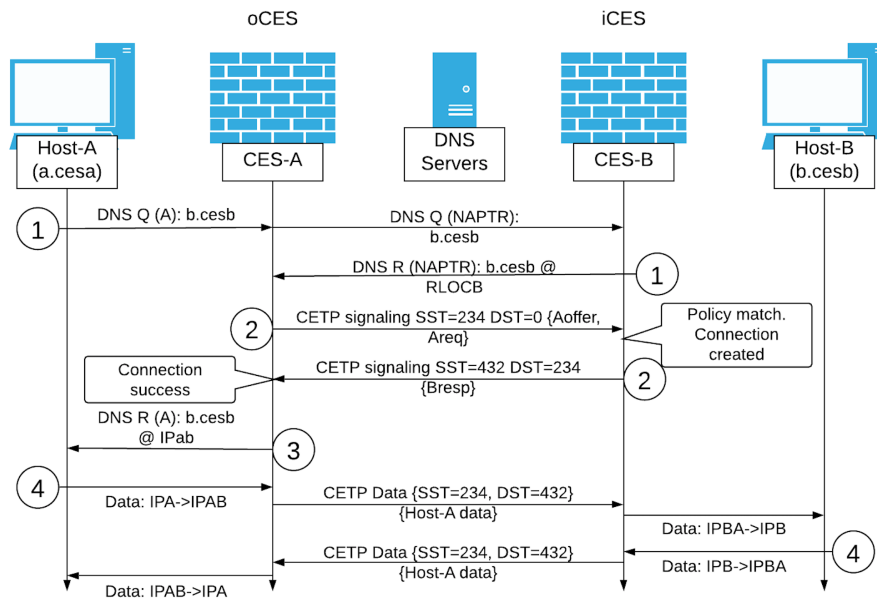 oCES
iCES
Host-A
(a.cesa)
CES-A
DNS
Servers
CES-B
Host-B
(b.cesb)
1
DNS Q (A): b.cesb
DNS Q (NAPTR):
b.cesb
DNS R (NAPTR): b.cesb @
RLOCB
1
2
CETP signaling SST=234 DST=0 {Aoffer,
Areq}
Policy match.
Connection
created
Connection
success
CETP signaling SST=432 DST=234
{Bresp}
2
DNS R (A): b.cesb
@ IPab
3
4
Data: IPA->IPAB
CETP Data {SST=234, DST=432}
{Host-A data}
Data: IPBA->IPB
4
CETP Data {SST=234, DST=432}
{Host-A data}
Data: IPB->IPBA
Data: IPAB->IPA